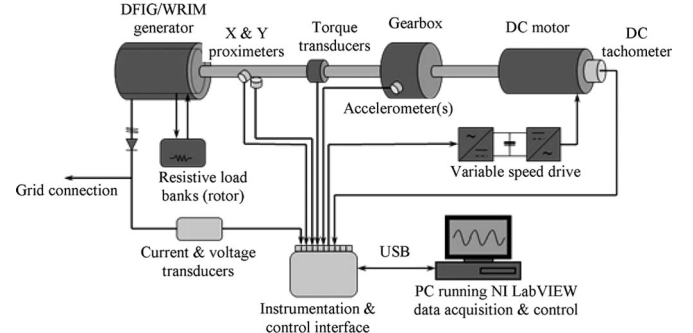 DFIG/WRIM
generator
X & Y
proximeters
Torque
transducers
Gearbox
DC motor
DC
tachometer
Accelerometer(s)
Resistive load
banks (rotor)
Variable speed drive
Grid connection
Current & voltage
transducers
USB
Instrumentation &
control interface
PC running NI LabVIEW
data acquisition & control